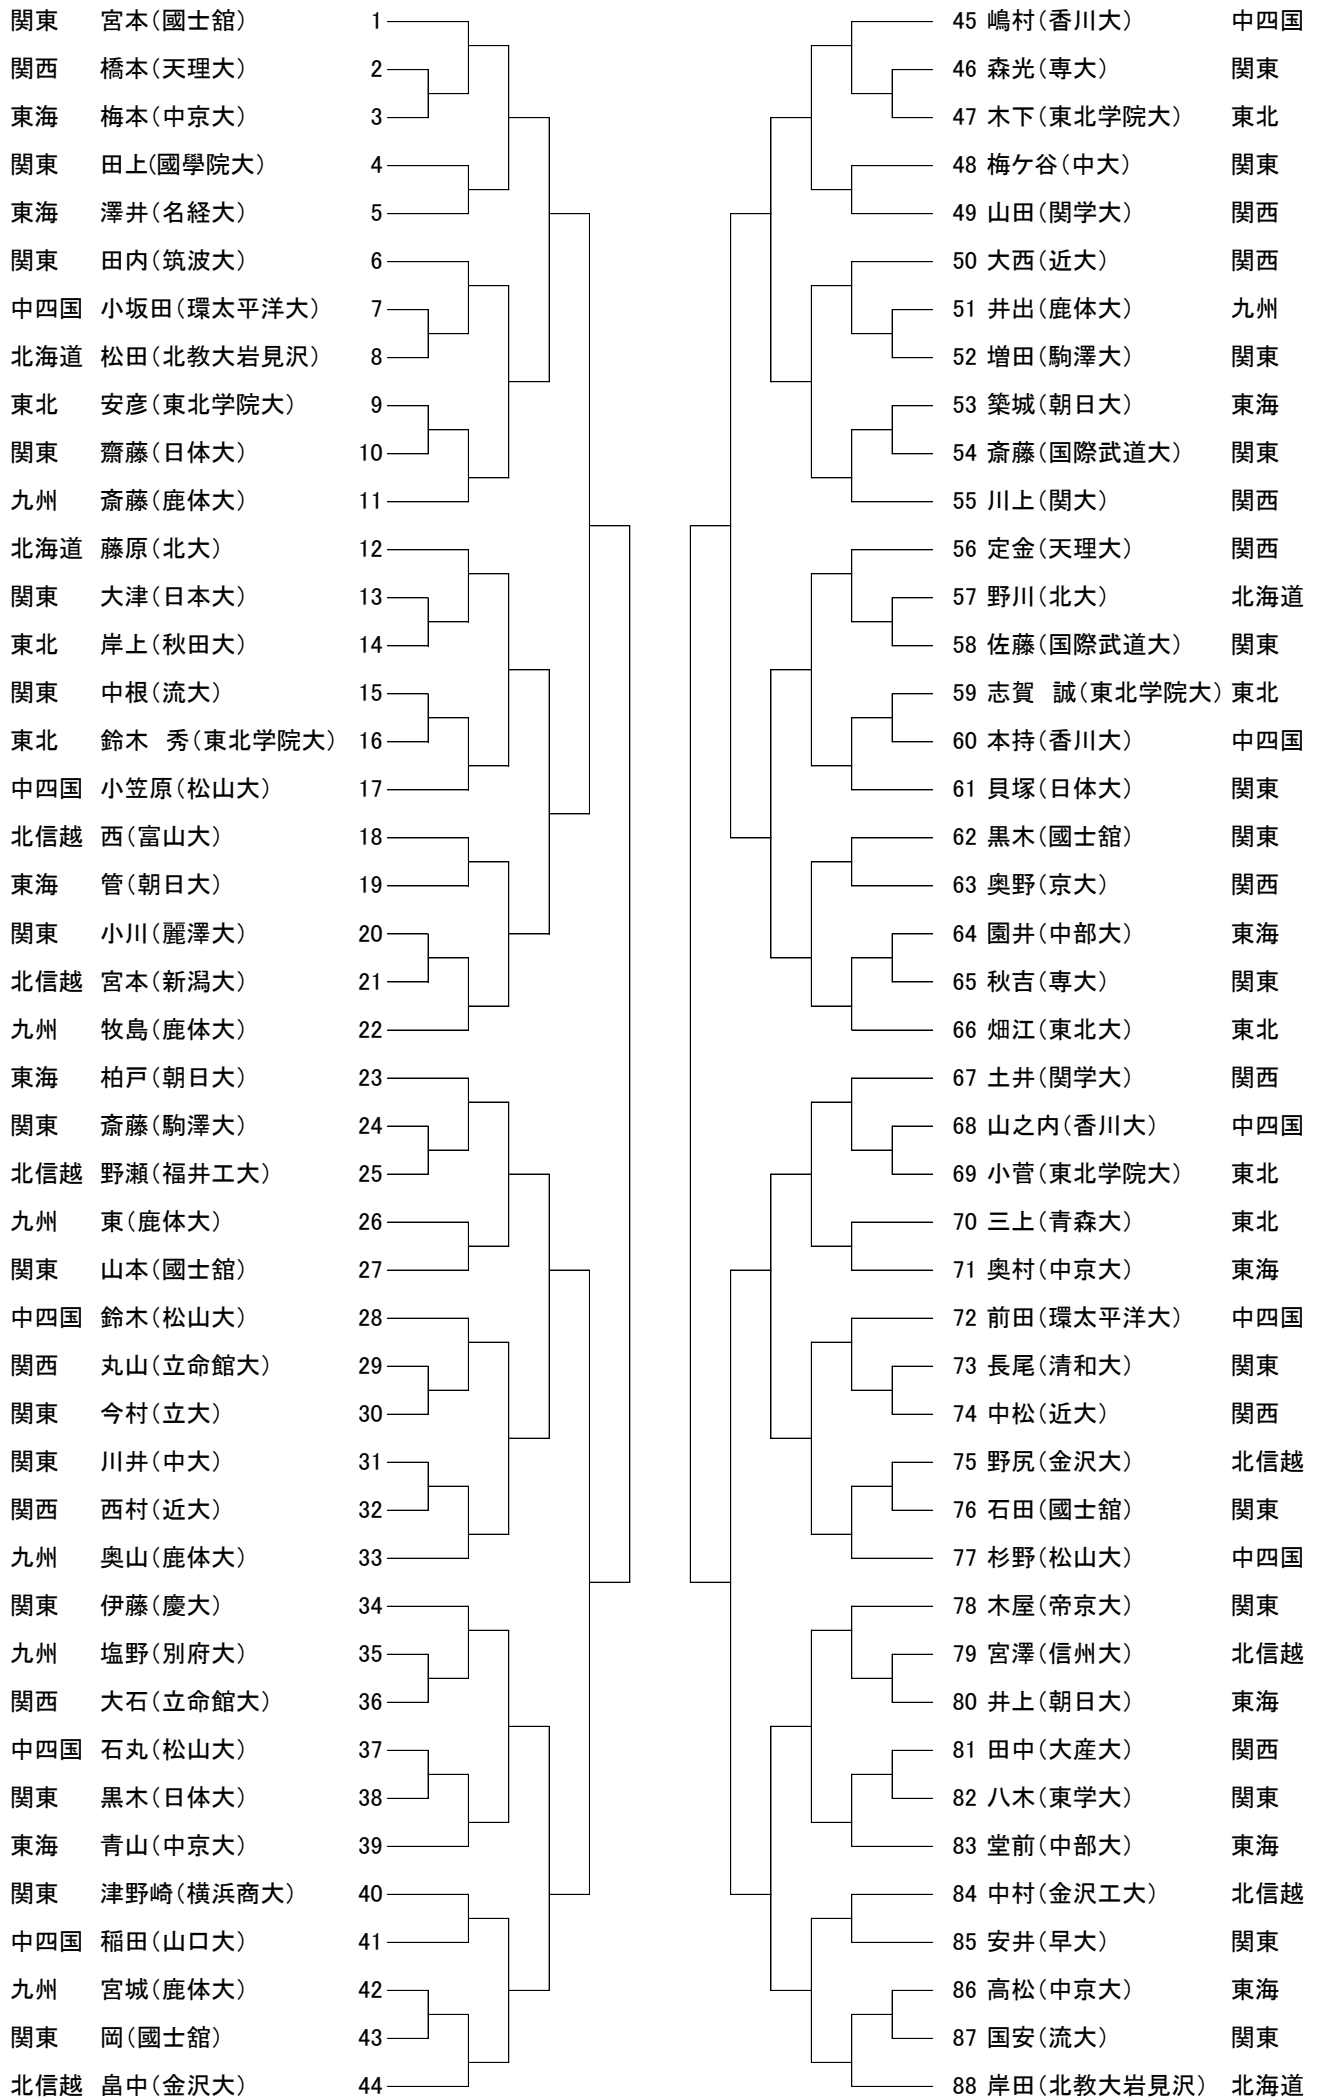 関東 宮本（國士舘） 1
関西 橋本（天理大） 2
東海 梅本（中京大） 3
関東 田上(國學院大） 4
東海 澤井（名経大） 5
関東 田内（筑波大） 6
中四国 小坂田（環太平洋大） 7
北海道 松田（北教大岩見沢） 8
東北 安彦（東北学院大） 9
関東 齋藤（日体大） 10
九州 斎藤（鹿体大） 11
北海道 藤原（北大） 12
関東 大津（日本大） 13
東北 岸上（秋田大） 14
関東 中根（流大） 15
東北 鈴木 秀（東北学院大） 16
中四国 小笠原（松山大） 17
北信越 西（富山大） 18
東海 管（朝日大） 19
関東 小川（麗澤大） 20
北信越 宮本（新潟大） 21
九州 牧島（鹿体大） 22
東海 柏戸（朝日大） 23
関東 斎藤（駒澤大） 24
北信越 野瀬（福井工大） 25
九州 東（鹿体大） 26
関東 山本（國士舘） 27
中四国 鈴木（松山大） 28
関西 丸山（立命館大） 29
関東 今村（立大） 30
関東 川井（中大） 31
関西 西村（近大） 32
九州 奥山（鹿体大） 33
関東 伊藤（慶大） 34
九州 塩野（別府大） 35
関西 大石（立命館大） 36
中四国 石丸（松山大） 37
関東 黒木（日体大） 38
東海 青山（中京大） 39
関東 津野崎（横浜商大） 40
中四国 稲田（山口大） 41
九州 宮城（鹿体大） 42
関東 岡（國士舘） 43
北信越 畠中（金沢大） 44
45 嶋村（香川大） 中四国
46 森光（専大） 関東
47 木下（東北学院大） 東北
48 梅ケ谷（中大） 関東
49 山田（関学大） 関西
50 大西（近大） 関西
51 井出（鹿体大） 九州
52 増田（駒澤大） 関東
53 築城（朝日大） 東海
54 斎藤（国際武道大） 関東
55 川上（関大） 関西
56 定金（天理大） 関西
57 野川（北大） 北海道
58 佐藤（国際武道大） 関東
59 志賀 誠（東北学院大） 東北
60 本持（香川大） 中四国
61 貝塚（日体大） 関東
62 黒木（國士舘） 関東
63 奥野（京大） 関西
64 園井（中部大） 東海
65 秋吉（専大） 関東
66 畑江（東北大） 東北
67 土井（関学大） 関西
68 山之内（香川大） 中四国
69 小菅（東北学院大） 東北
70 三上（青森大） 東北
71 奥村（中京大） 東海
72 前田（環太平洋大） 中四国
73 長尾（清和大） 関東
74 中松（近大） 関西
75 野尻（金沢大） 北信越
76 石田（國士舘） 関東
77 杉野（松山大） 中四国
78 木屋（帝京大） 関東
79 宮澤（信州大） 北信越
80 井上（朝日大） 東海
81 田中（大産大） 関西
82 八木（東学大） 関東
83 堂前（中部大） 東海
84 中村（金沢工大） 北信越
85 安井（早大） 関東
86 高松（中京大） 東海
87 国安（流大） 関東
88 岸田（北教大岩見沢） 北海道